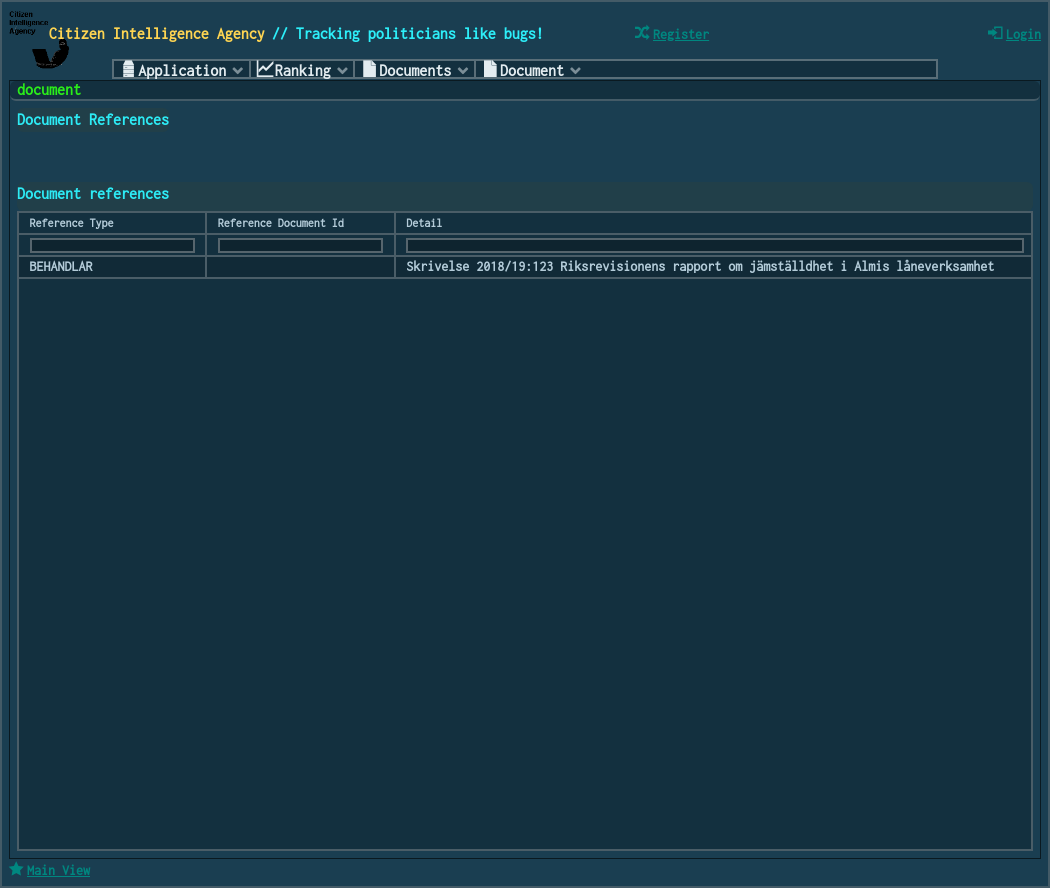 Citizen
Intelligence
Agency
Citizen Intelligence Agency // Tracking politicians like bugs!
Register
Login
Application
Ranking
Documents
Document
document
Document References
Document references
Reference Type
Reference Document Id
Detail
BEHANDLAR
Skrivelse 2018/19:123 Riksrevisionens rapport om jämställdhet i Almis låneverksamhet
Main View